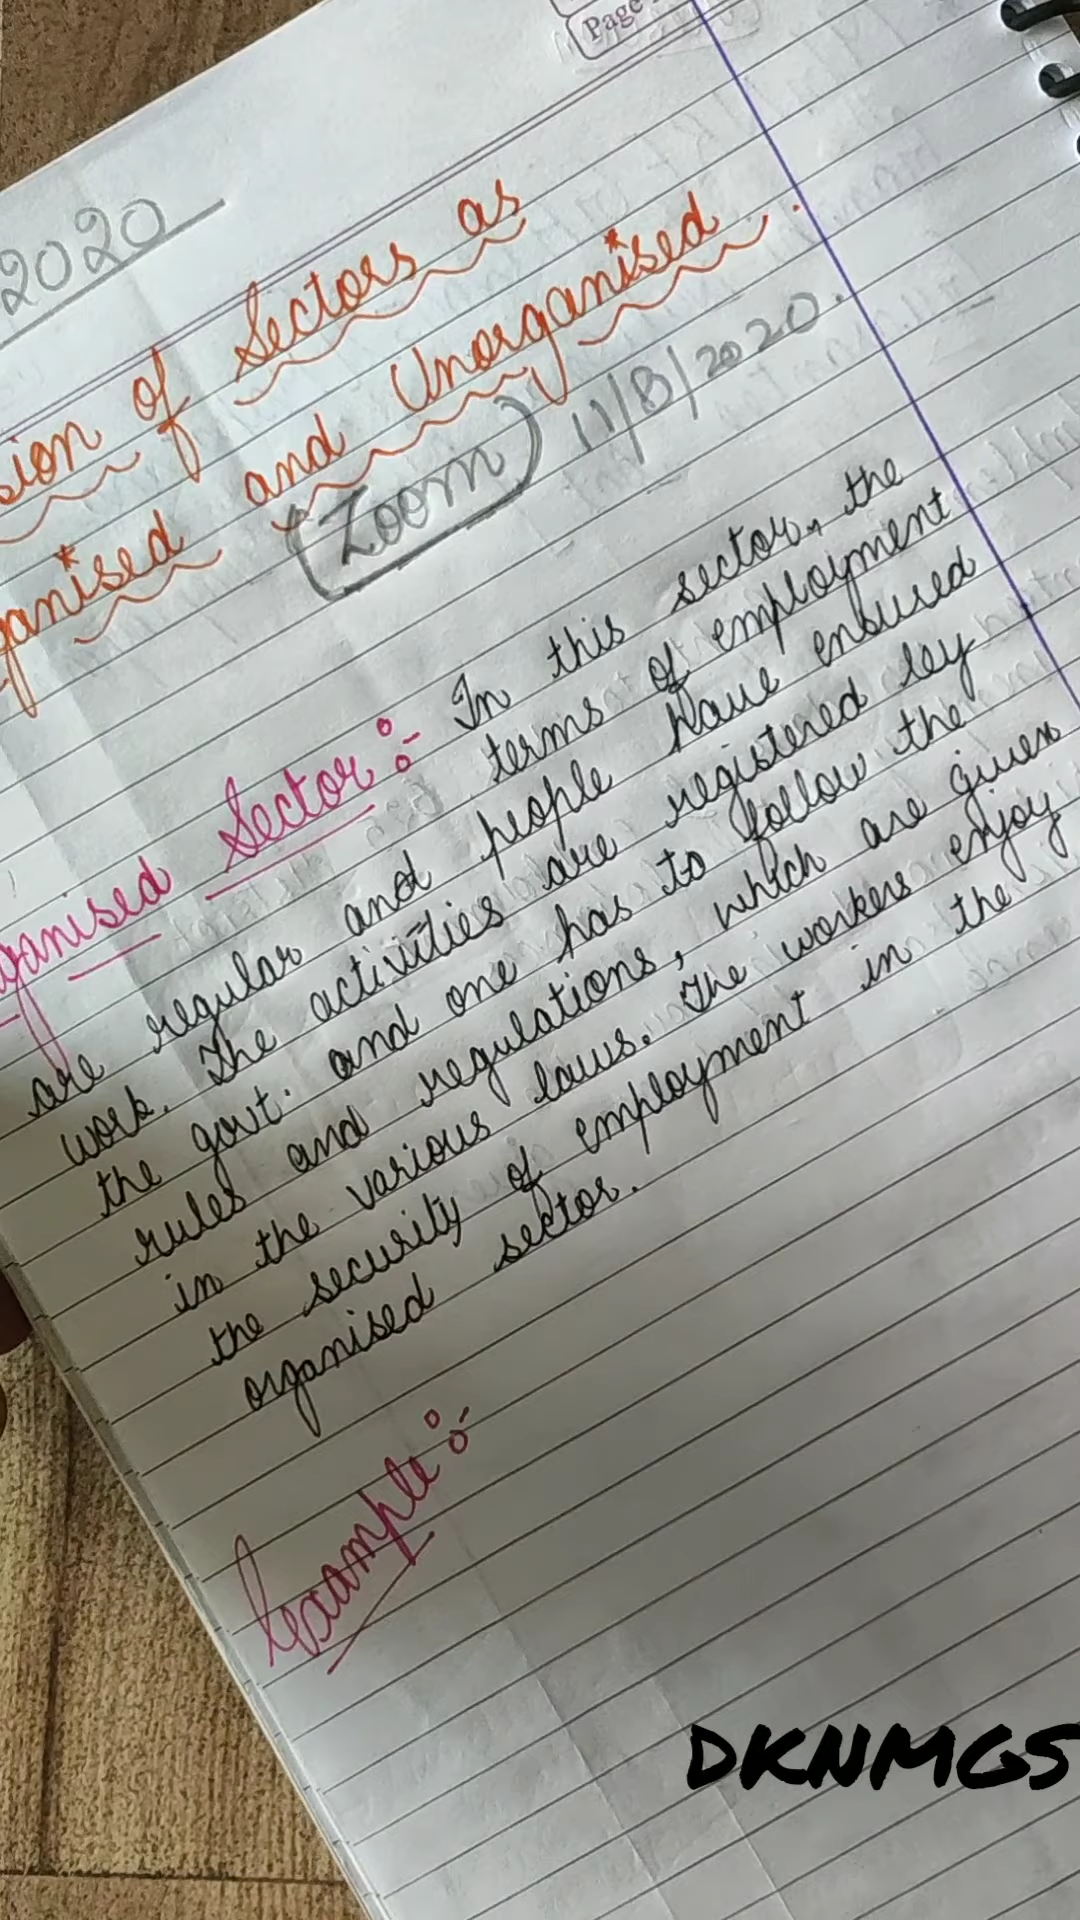 Page
2020
sion of Sectors as
ganised and Unorganised.
(Zoom) 11/8/2020.
ganised Sector:- In this sector, the
terms of employment
are regular and people have ensured
work. The activities are registered by
the govt. and one has to follow the
rules and regulations, which are given
in the various laws. The workers enjoy
the security of employment in the
organised sector.
Example:-
DKNMGS